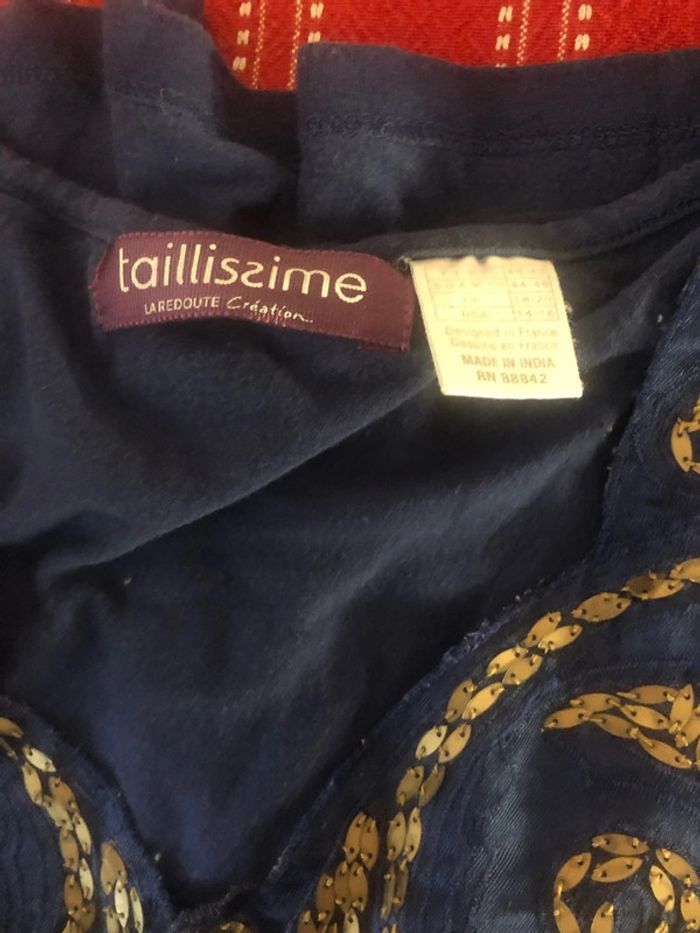 taillissime
LA REDOUTE Création...
44-46
USA 14/16
Designed in France
Dessiné en France
MADE IN INDIA
RN 88842